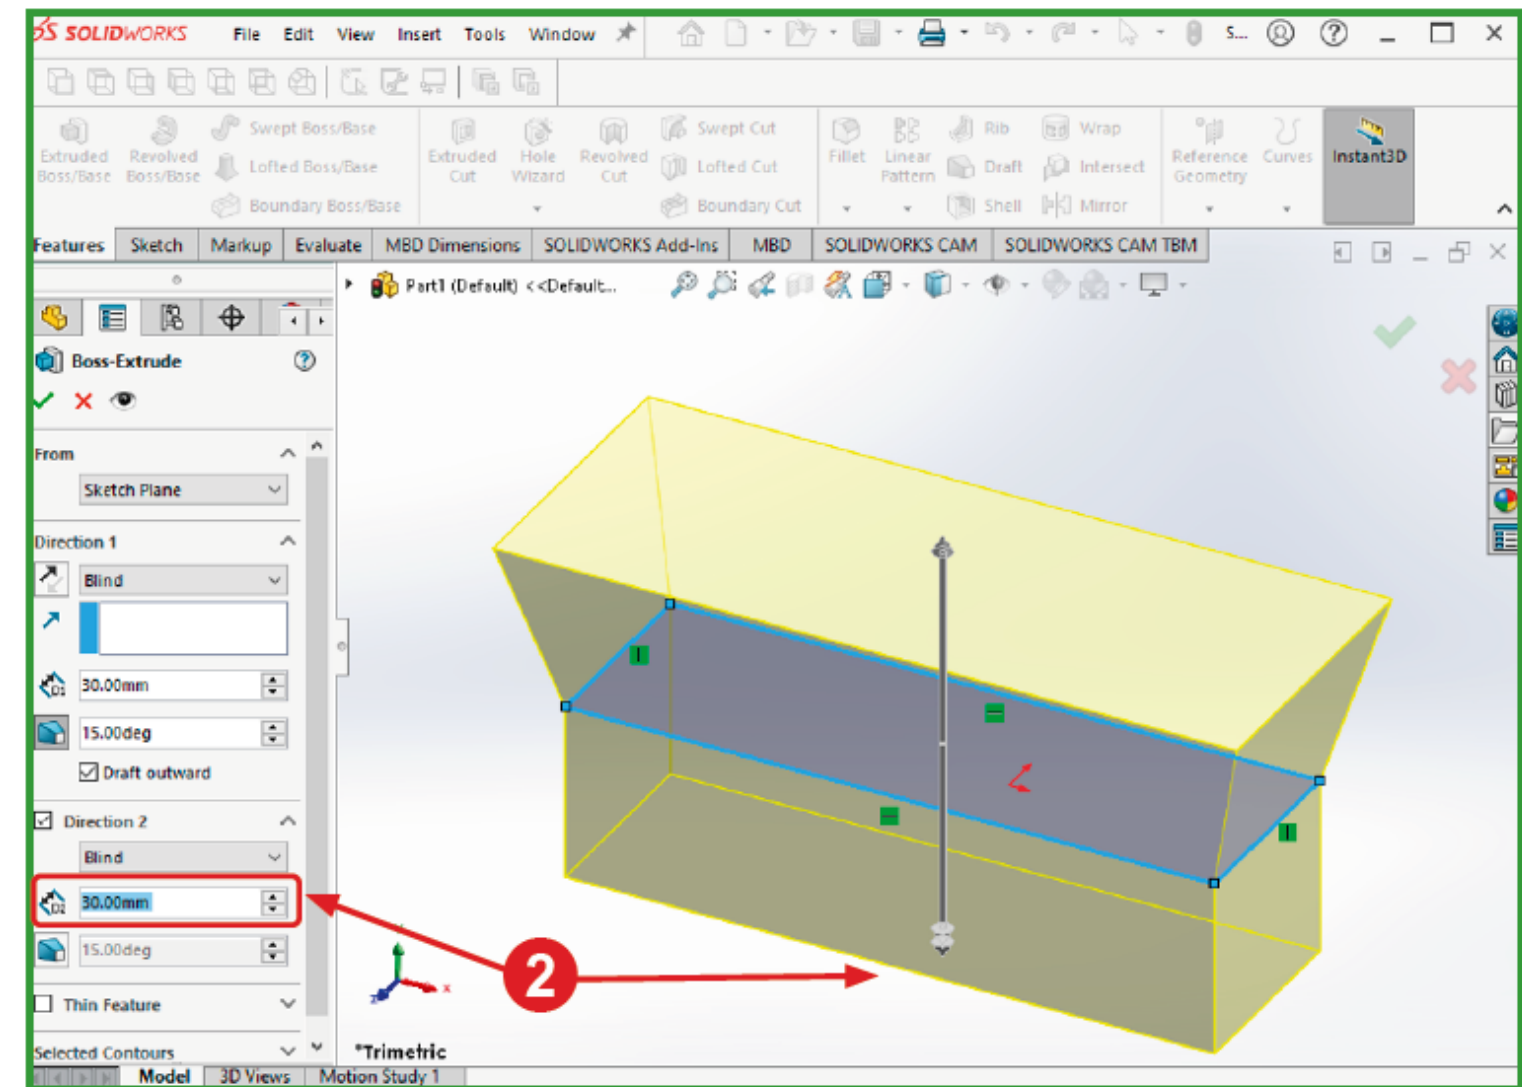 SOLIDWORKS File Edit View Insert Tools Window S... ?
Swept Boss/Base Swept Cut Rib Wrap
Extruded Boss/Base Revolved Boss/Base Lofted Boss/Base Extruded Cut Hole Wizard Revolved Cut Lofted Cut Fillet Linear Pattern Draft Intersect Reference Geometry Curves Instant3D
Boundary Boss/Base Boundary Cut Shell Mirror
Features Sketch Markup Evaluate MBD Dimensions SOLIDWORKS Add-Ins MBD SOLIDWORKS CAM SOLIDWORKS CAM TBM
Part1 (Default) <<Default...
Boss-Extrude ?
From
Sketch Plane
Direction 1
Blind
D1 30.00mm
15.00deg
Draft outward
Direction 2
Blind
D2 30.00mm
15.00deg
Thin Feature
Selected Contours
2
x
z
*Trimetric
Model 3D Views Motion Study 1